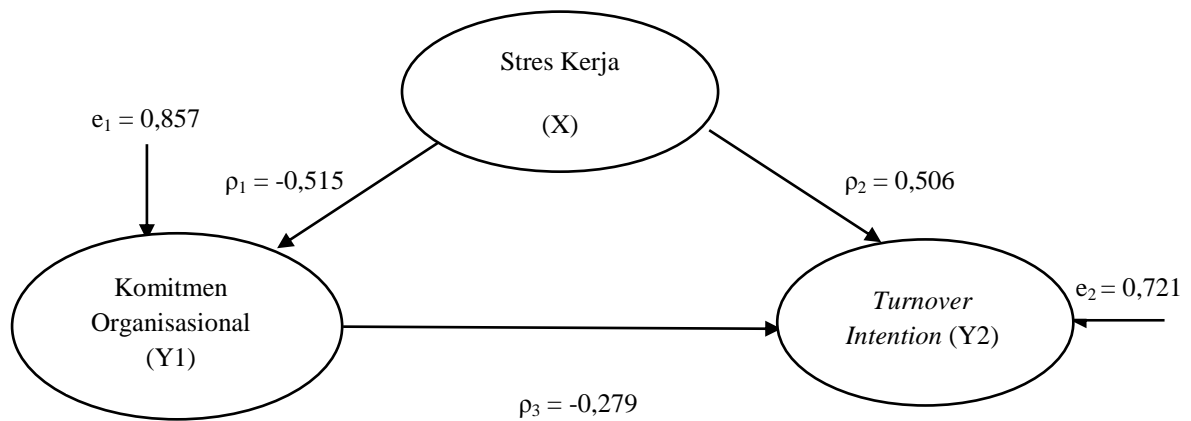 Stres Kerja
(X)
e₁ = 0,857
ρ₁ = -0,515
ρ₂ = 0,506
Komitmen
Organisasional
(Y1)
Turnover
Intention (Y2)
e₂ = 0,721
ρ₃ = -0,279